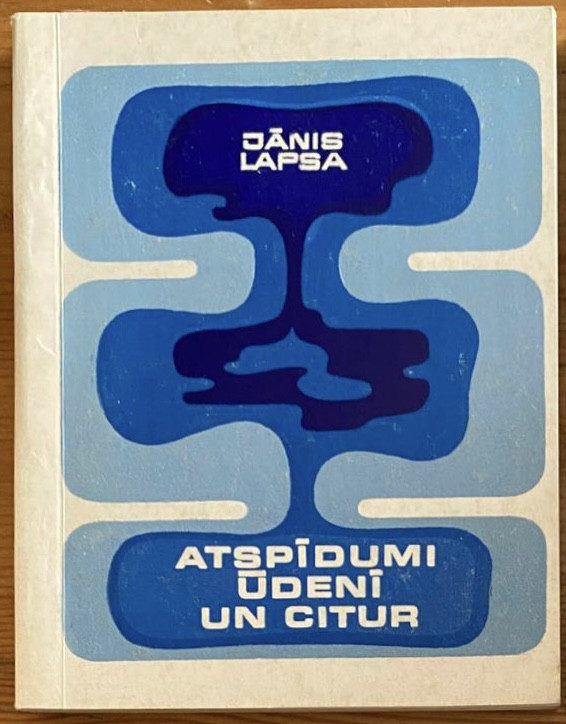 JĀNIS
LAPSA
ATSPĪDUMI
ŪDENĪ
UN CITUR